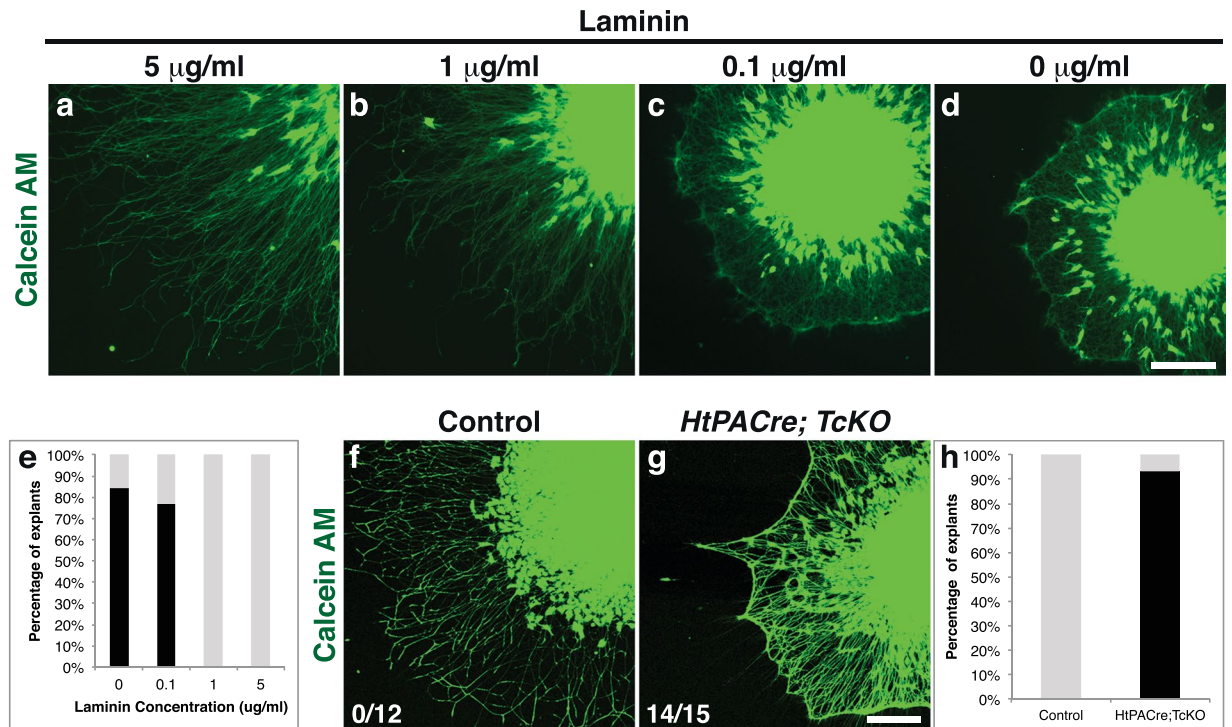 Laminin
5 μg/ml
1 μg/ml
0.1 μg/ml
0 μg/ml
Calcein AM
a
b
c
d
e
Percentage of explants
100%
90%
80%
70%
60%
50%
40%
30%
20%
10%
0%
0
0.1
1
5
Laminin Concentration (ug/ml)
Control
HtPACre; TcKO
Calcein AM
f
0/12
g
14/15
h
Percentage of explants
100%
90%
80%
70%
60%
50%
40%
30%
20%
10%
0%
Control
HtPACre;TcKO